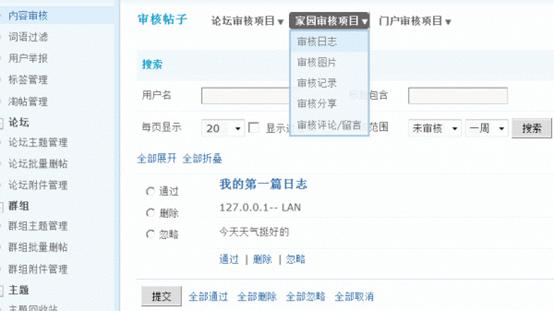 内容审核
词语过滤
用户举报
标签管理
淘帖管理
论坛
论坛主题管理
论坛批量删帖
论坛附件管理
群组
群组主题管理
群组批量删帖
群组附件管理
主题
主题回收站
审核帖子 论坛审核项目▼ 家园审核项目▼ 门户审核项目▼
审核日志
审核图片
审核记录
审核分享
审核评论/留言
搜索
用户名 包含
每页显示 20 显示 范围 未审核 一周 搜索
全部展开 全部折叠
通过
删除
忽略
我的第一篇日志
127.0.0.1-- LAN
今天天气挺好的
通过 | 删除 | 忽略
提交 全部通过 全部删除 全部忽略 全部取消